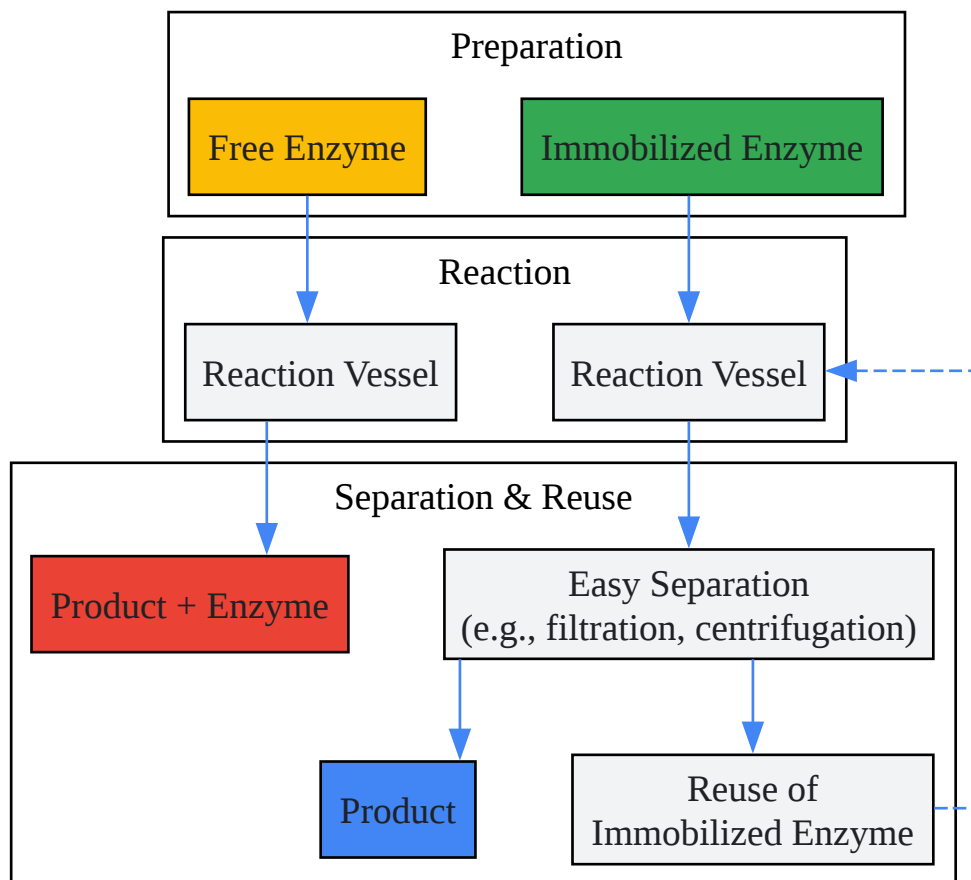 Preparation
Free Enzyme
Immobilized Enzyme
Reaction
Reaction Vessel
Reaction Vessel
Separation & Reuse
Product + Enzyme
Easy Separation
(e.g., filtration, centrifugation)
Product
Reuse of
Immobilized Enzyme